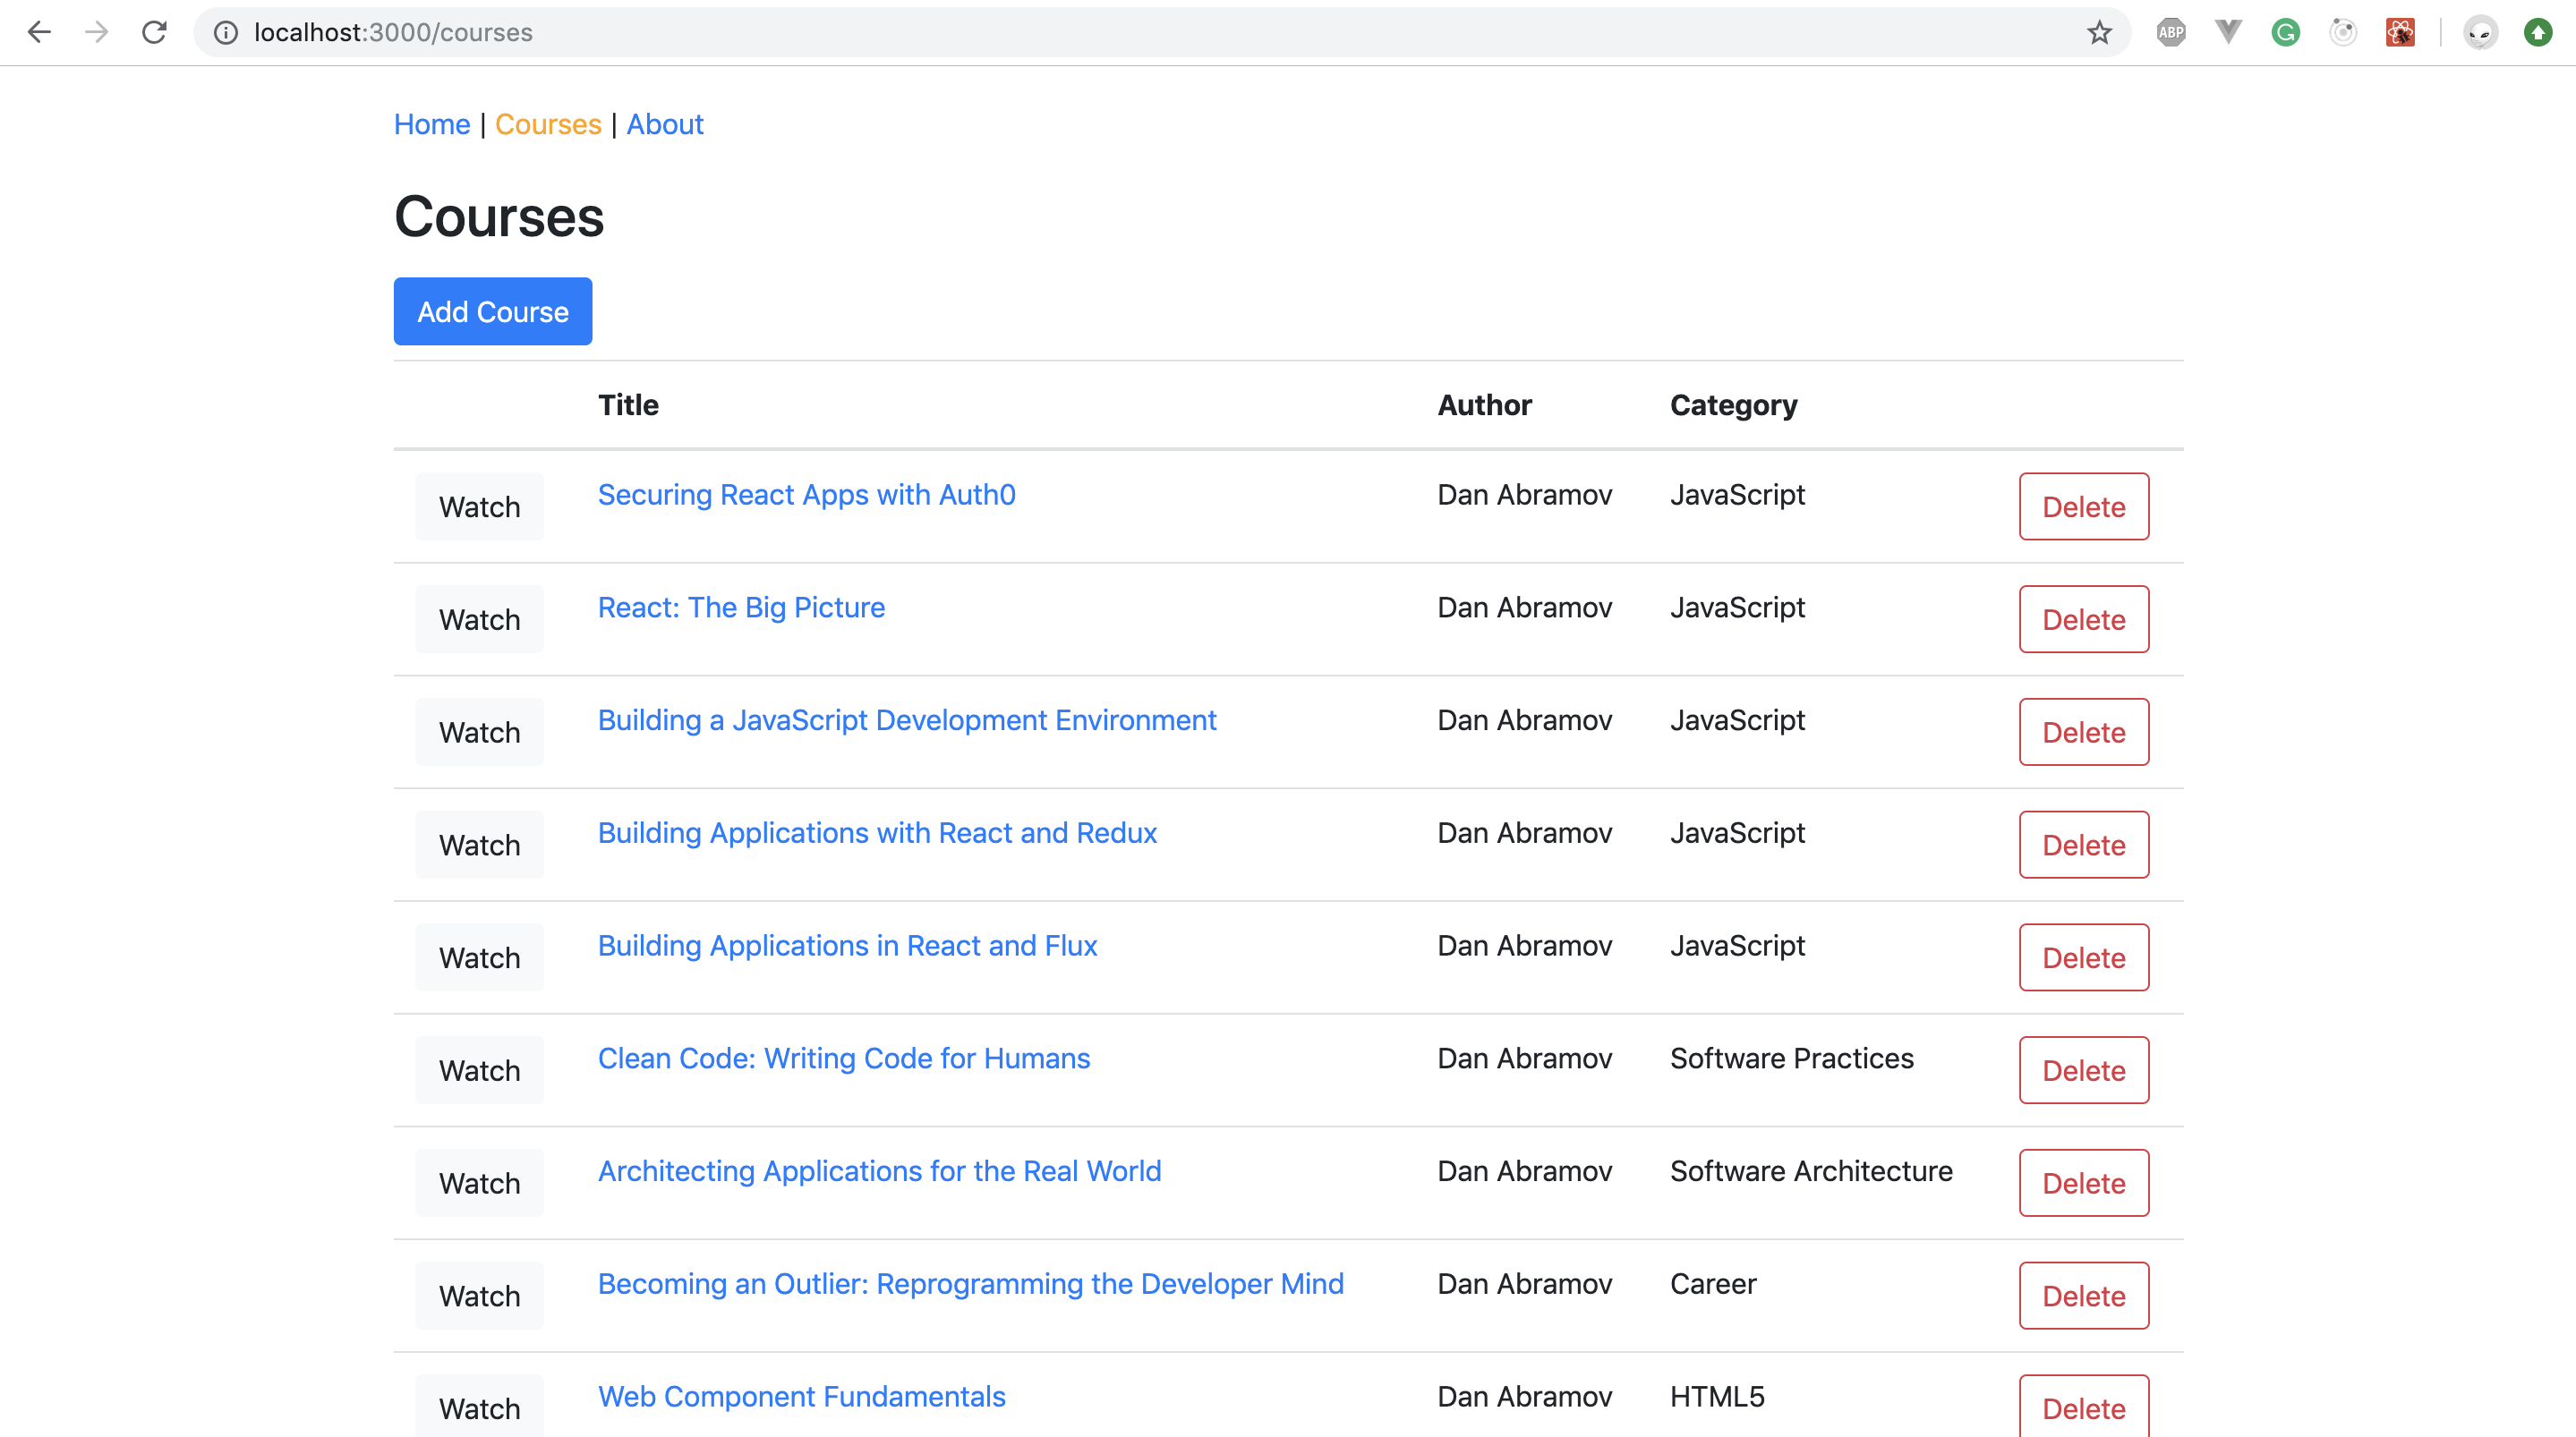 localhost:3000/courses
ABP
Home | Courses | About
Courses
Add Course
Title Author Category
Watch Securing React Apps with Auth0 Dan Abramov JavaScript Delete
Watch React: The Big Picture Dan Abramov JavaScript Delete
Watch Building a JavaScript Development Environment Dan Abramov JavaScript Delete
Watch Building Applications with React and Redux Dan Abramov JavaScript Delete
Watch Building Applications in React and Flux Dan Abramov JavaScript Delete
Watch Clean Code: Writing Code for Humans Dan Abramov Software Practices Delete
Watch Architecting Applications for the Real World Dan Abramov Software Architecture Delete
Watch Becoming an Outlier: Reprogramming the Developer Mind Dan Abramov Career Delete
Watch Web Component Fundamentals Dan Abramov HTML5 Delete